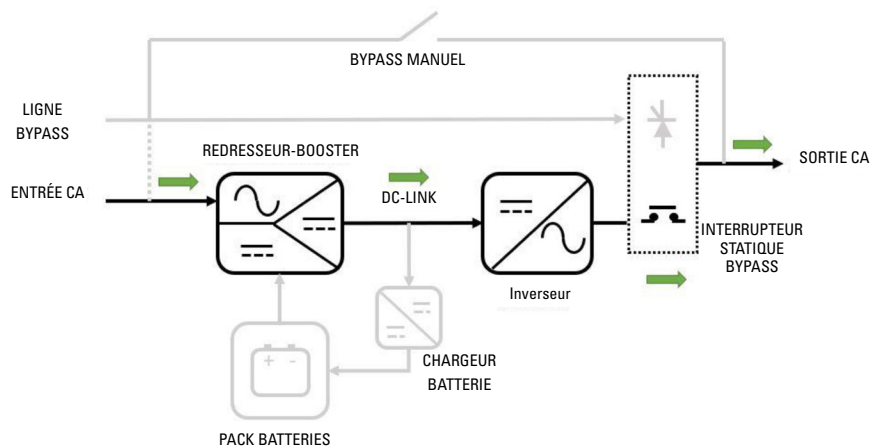 BYPASS MANUEL
LIGNE
BYPASS
REDRESSEUR-BOOSTER
ENTRÉE CA
DC-LINK
SORTIE CA
INTERRUPTEUR
STATIQUE
BYPASS
Inverseur
+ -
CHARGEUR
BATTERIE
PACK BATTERIES